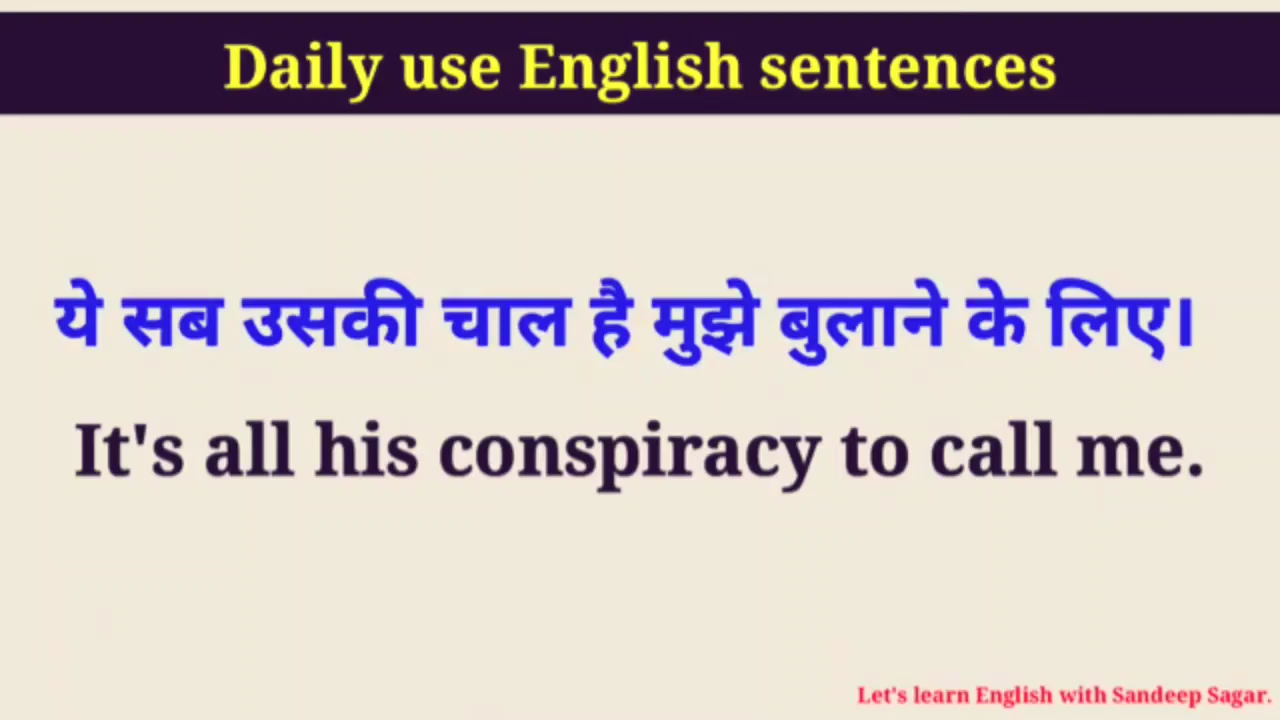 Daily use English sentences
ये सब उसकी चाल है मुझे बुलाने के लिए।
It's all his conspiracy to call me.
Let's learn English with Sandeep Sagar.